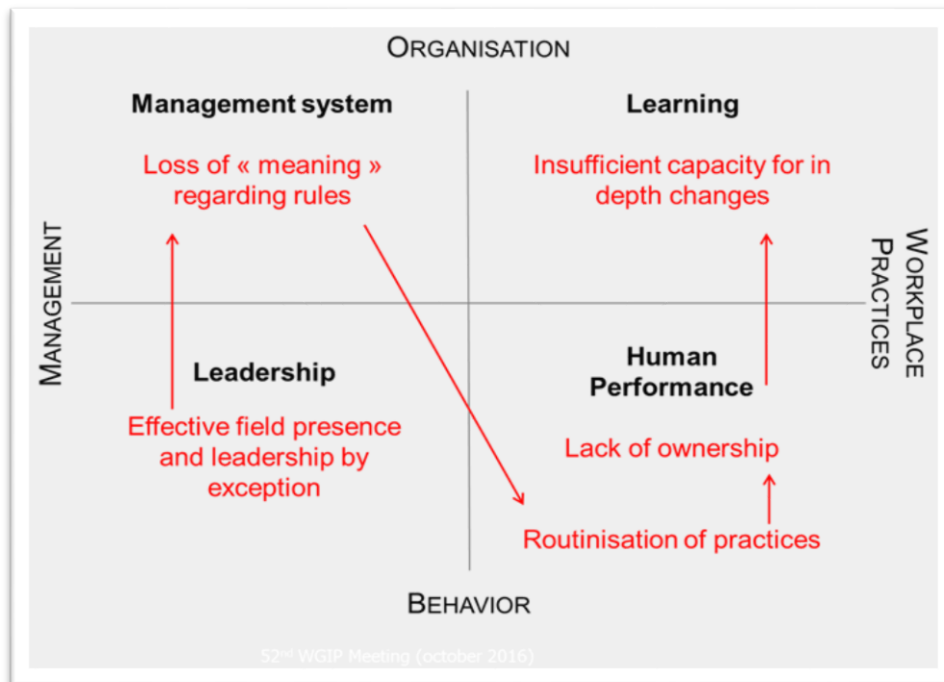 ORGANISATION
Management system
Loss of « meaning »
regarding rules
Learning
Insufficient capacity for in
depth changes
MANAGEMENT
WORKPLACE
PRACTICES
Leadership
Effective field presence
and leadership by
exception
Human
Performance
Lack of ownership
Routinisation of practices
BEHAVIOR
52nd WGIP Meeting (october 2016)